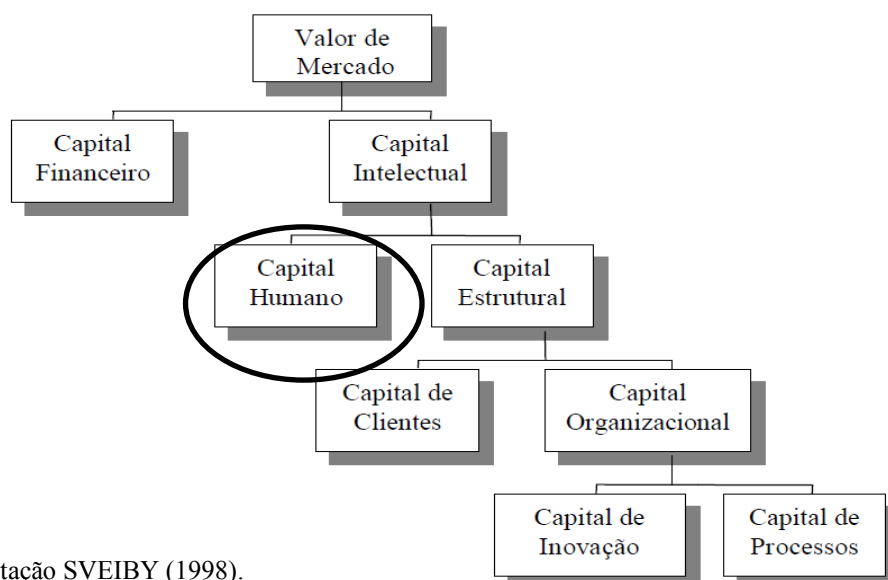 Valor de
Mercado
Capital
Financeiro
Capital
Intelectual
Capital
Humano
Capital
Estrutural
Capital de
Clientes
Capital
Organizacional
Capital de
Inovação
Capital de
Processos
SVEIBY (1998).